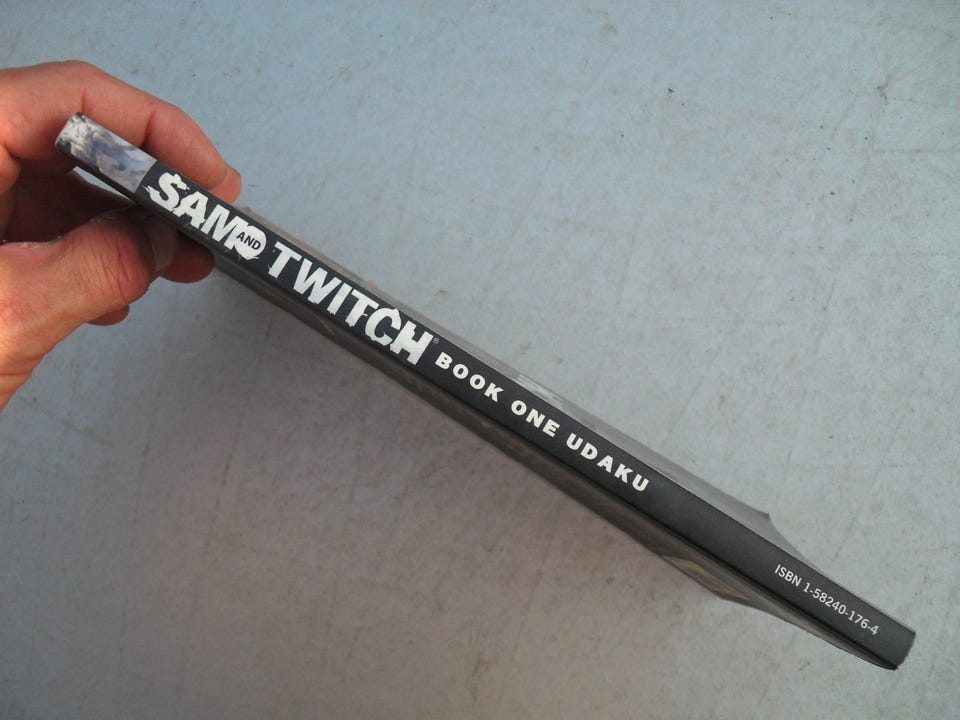 SAM AND TWITCH® BOOK ONE UDAKU ISBN 1-58240-176-4